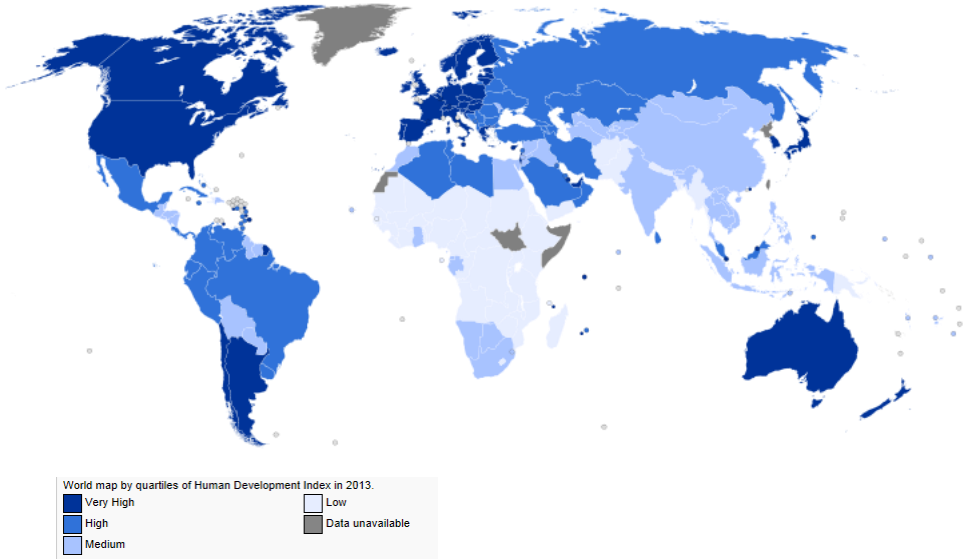 World map by quartiles of Human Development Index in 2013.
Very High
Low
High
Data unavailable
Medium